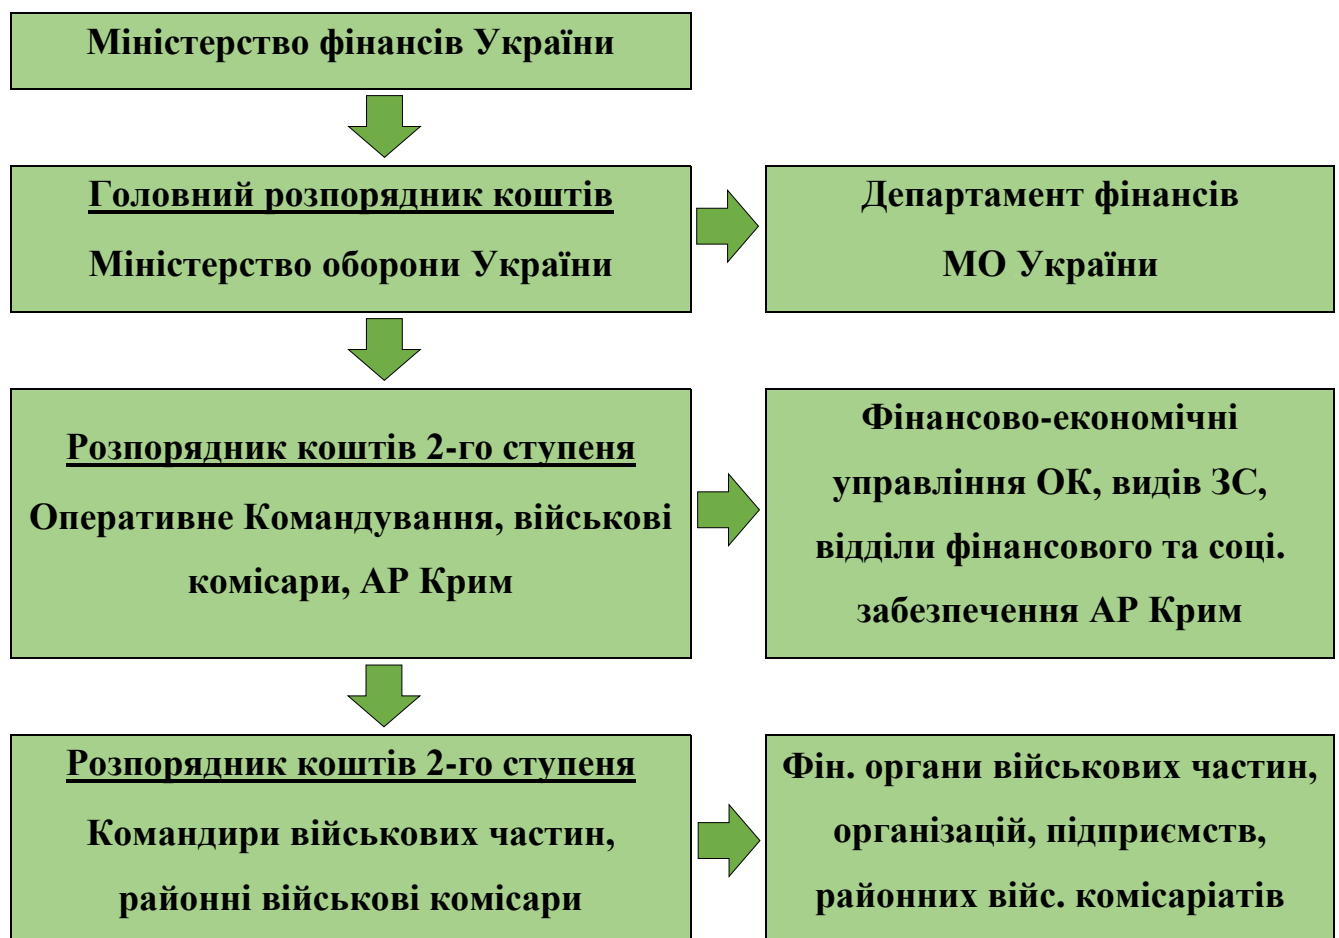 Міністерство фінансів України
Головний розпорядник коштів
Міністерство оборони України
Департамент фінансів
МО України
Розпорядник коштів 2-го ступеня
Оперативне Командування, військові
комісари, АР Крим
Фінансово-економічні
управління ОК, видів ЗС,
відділи фінансового та соці.
забезпечення АР Крим
Розпорядник коштів 2-го ступеня
Командири військових частин,
районні військові комісари
Фін. органи військових частин,
організацій, підприємств,
районних війс. комісаріатів